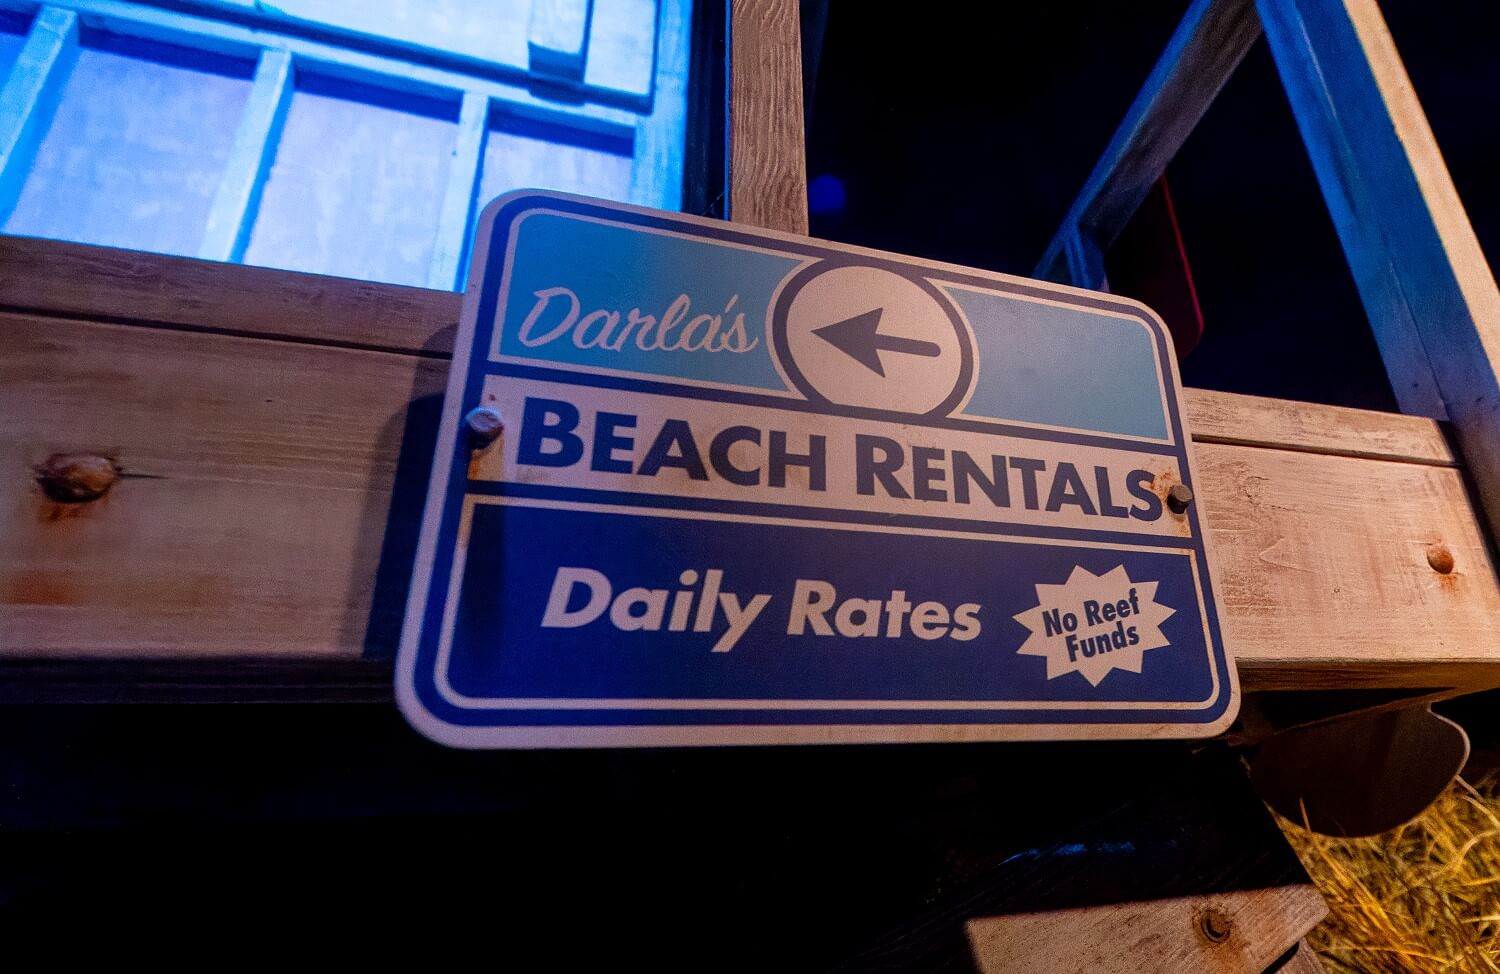 Darla's
BEACH RENTALS
Daily Rates
No Reef
Funds